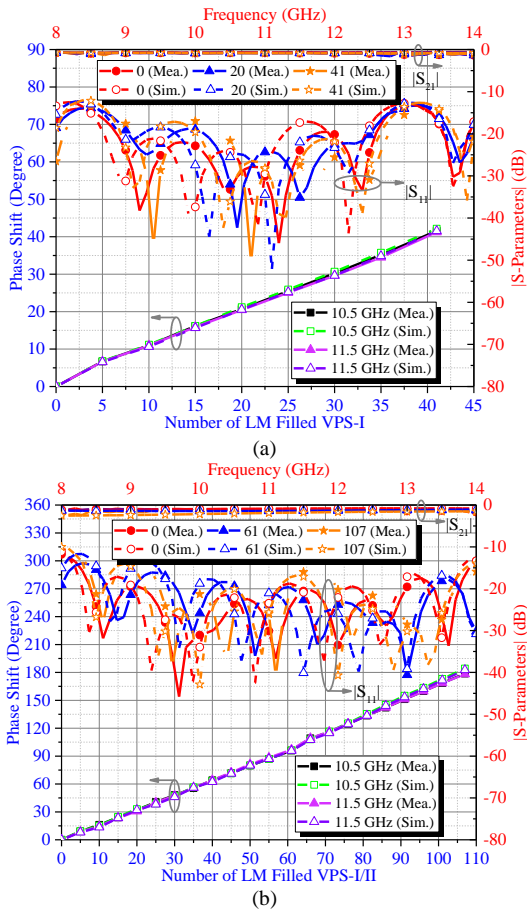 Frequency (GHz)
8 9 10 11 12 13 14
90 0
80 -10
70 -20
60 -30
50 -40
40 -50
30 -60
20 -70
10
0 -80
0 (Mea.) 20 (Mea.) 41 (Mea.)
0 (Sim.) 20 (Sim.) 41 (Sim.)
|S21|
|S11|
Phase Shift (Degree)
|S-Parameters| (dB)
10.5 GHz (Mea.)
10.5 GHz (Sim.)
11.5 GHz (Mea.)
11.5 GHz (Sim.)
0 5 10 15 20 25 30 35 40 45
Number of LM Filled VPS-I
(a)
Frequency (GHz)
8 9 10 11 12 13 14
360 0
330
300 -10
270 -20
240 -30
210
180 -40
150 -50
120
90 -60
60 -70
30
0 -80
0 (Mea.) 61 (Mea.) 107 (Mea.)
0 (Sim.) 61 (Sim.) 107 (Sim.)
|S21|
|S11|
Phase Shift (Degree)
|S-Parameters| (dB)
10.5 GHz (Mea.)
10.5 GHz (Sim.)
11.5 GHz (Mea.)
11.5 GHz (Sim.)
0 10 20 30 40 50 60 70 80 90 100 110
Number of LM Filled VPS-I/II
(b)